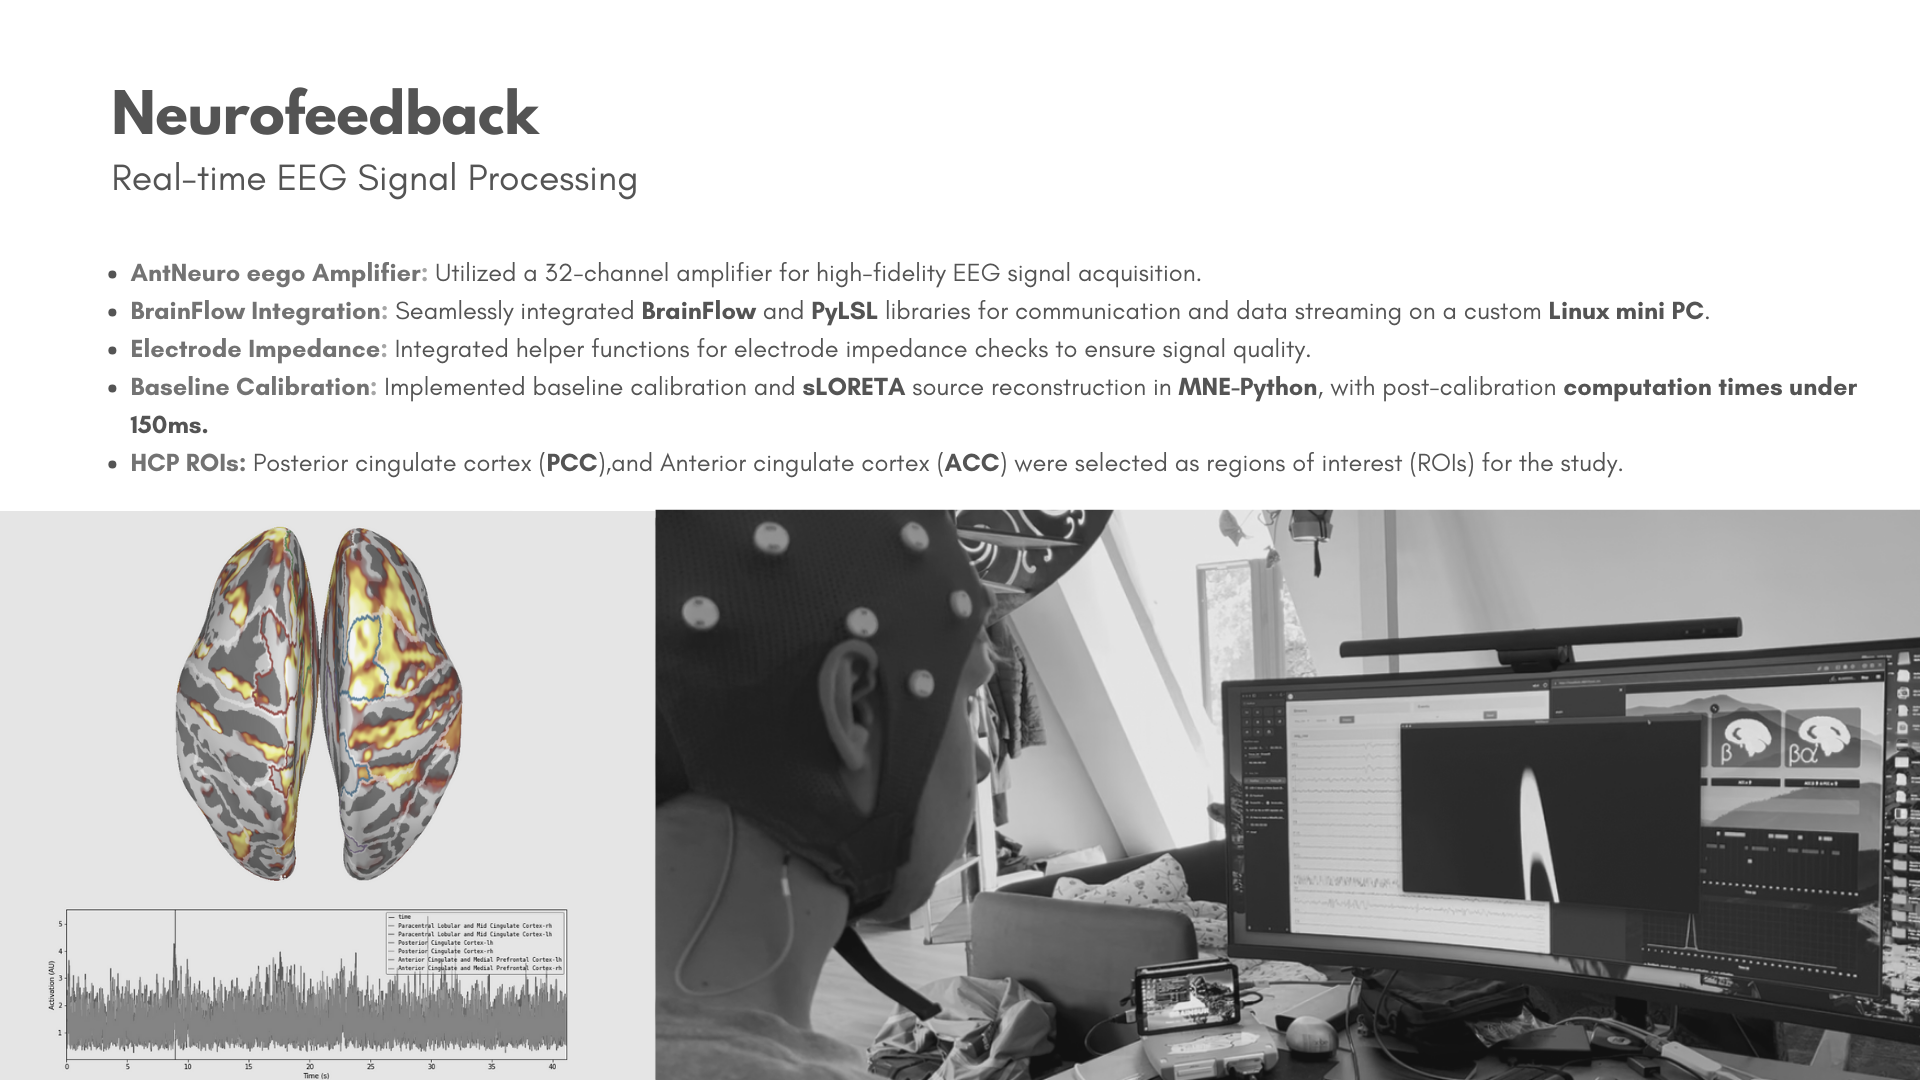 Neurofeedback
Real-time EEG Signal Processing
• AntNeuro eego Amplifier: Utilized a 32-channel amplifier for high-fidelity EEG signal acquisition.
• BrainFlow Integration: Seamlessly integrated BrainFlow and PyLSL libraries for communication and data streaming on a custom Linux mini PC.
• Electrode Impedance: Integrated helper functions for electrode impedance checks to ensure signal quality.
• Baseline Calibration: Implemented baseline calibration and sLORETA source reconstruction in MNE-Python, with post-calibration computation times under
150ms.
• HCP ROIs: Posterior cingulate cortex (PCC),and Anterior cingulate cortex (ACC) were selected as regions of interest (ROIs) for the study.
time
Paracentral Lobular and Mid Cingulate Cortex-rh
Paracentral Lobular and Mid Cingulate Cortex-lh
Posterior Cingulate Cortex-lh
Posterior Cingulate Cortex-rh
Anterior Cingulate and Medial Prefrontal Cortex-lh
Anterior Cingulate and Medial Prefrontal Cortex-rh
Activation (AU)
5
4
3
2
1
0 5 10 15 20 25 30 35 40
Time (s)
β βα